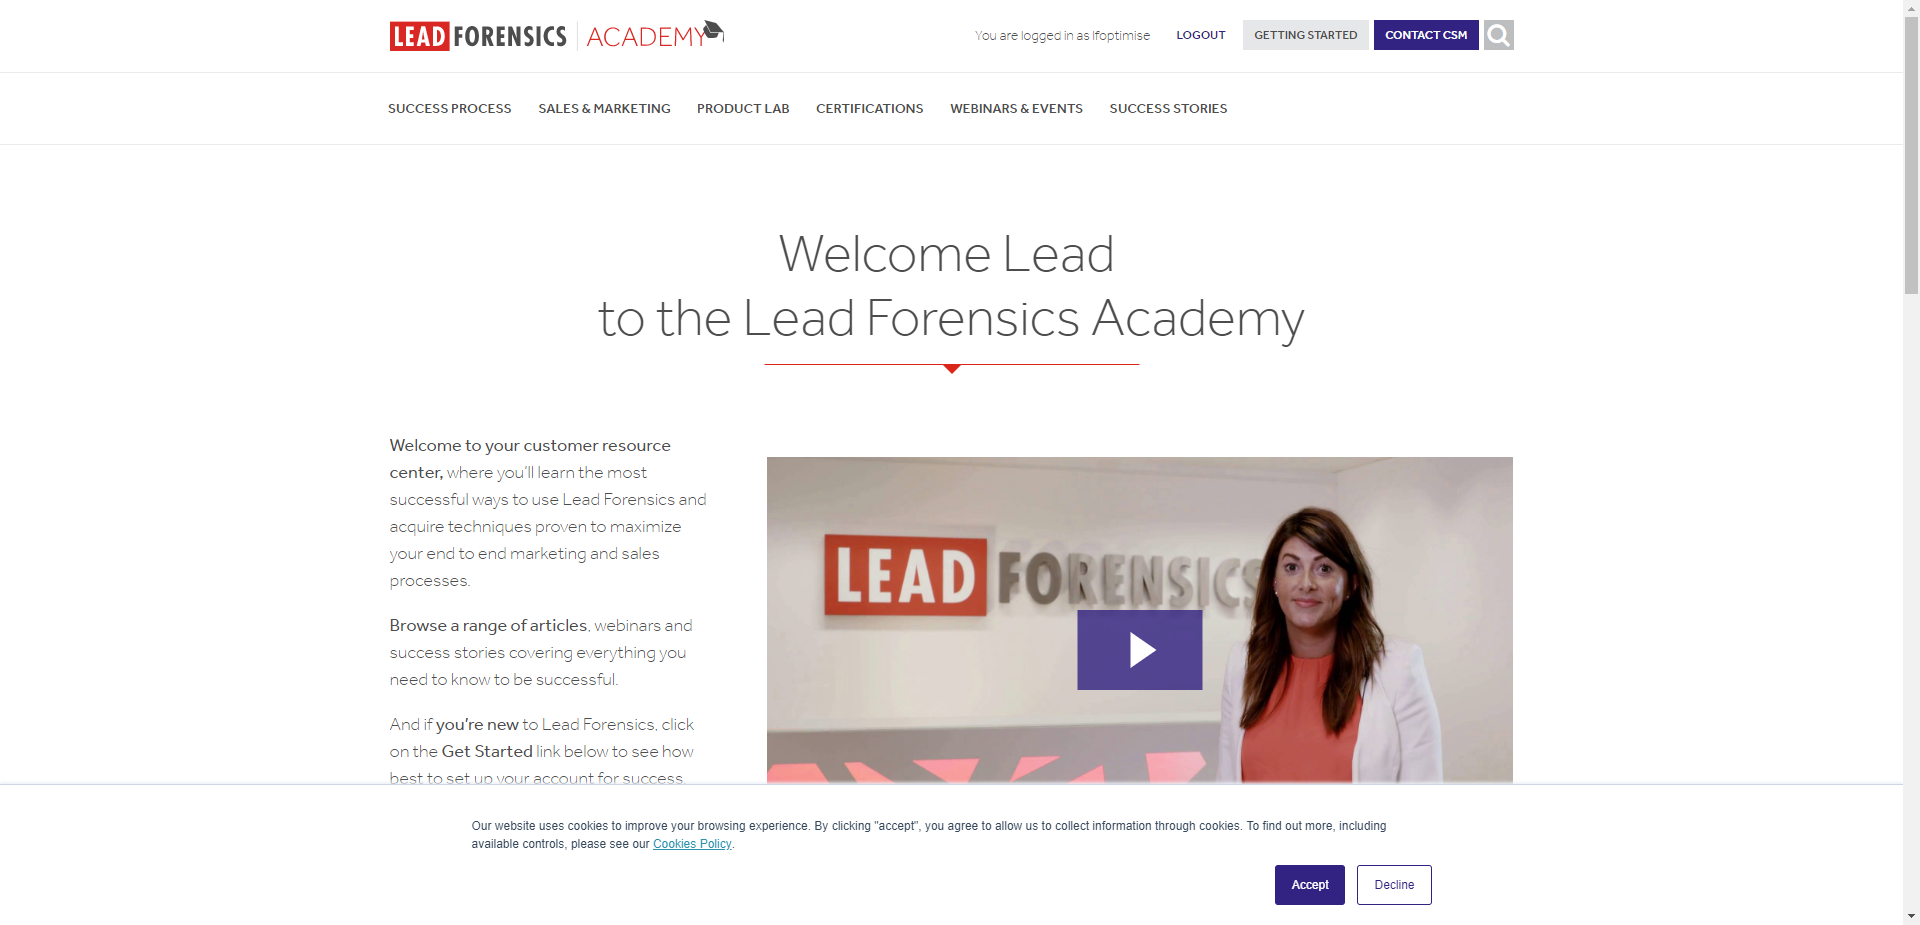 LEAD FORENSICS ACADEMY
You are logged in as lfoptimise LOGOUT GETTING STARTED CONTACT CSM
SUCCESS PROCESS SALES & MARKETING PRODUCT LAB CERTIFICATIONS WEBINARS & EVENTS SUCCESS STORIES
Welcome Lead
to the Lead Forensics Academy
Welcome to your customer resource
center, where you'll learn the most
successful ways to use Lead Forensics and
acquire techniques proven to maximize
your end to end marketing and sales
processes.
Browse a range of articles, webinars and
success stories covering everything you
need to know to be successful.
And if you're new to Lead Forensics, click
on the Get Started link below to see how
best to set up your account for success.
LEAD FORENSICS
Our website uses cookies to improve your browsing experience. By clicking "accept", you agree to allow us to collect information through cookies. To find out more, including
available controls, please see our Cookies Policy.
Accept Decline